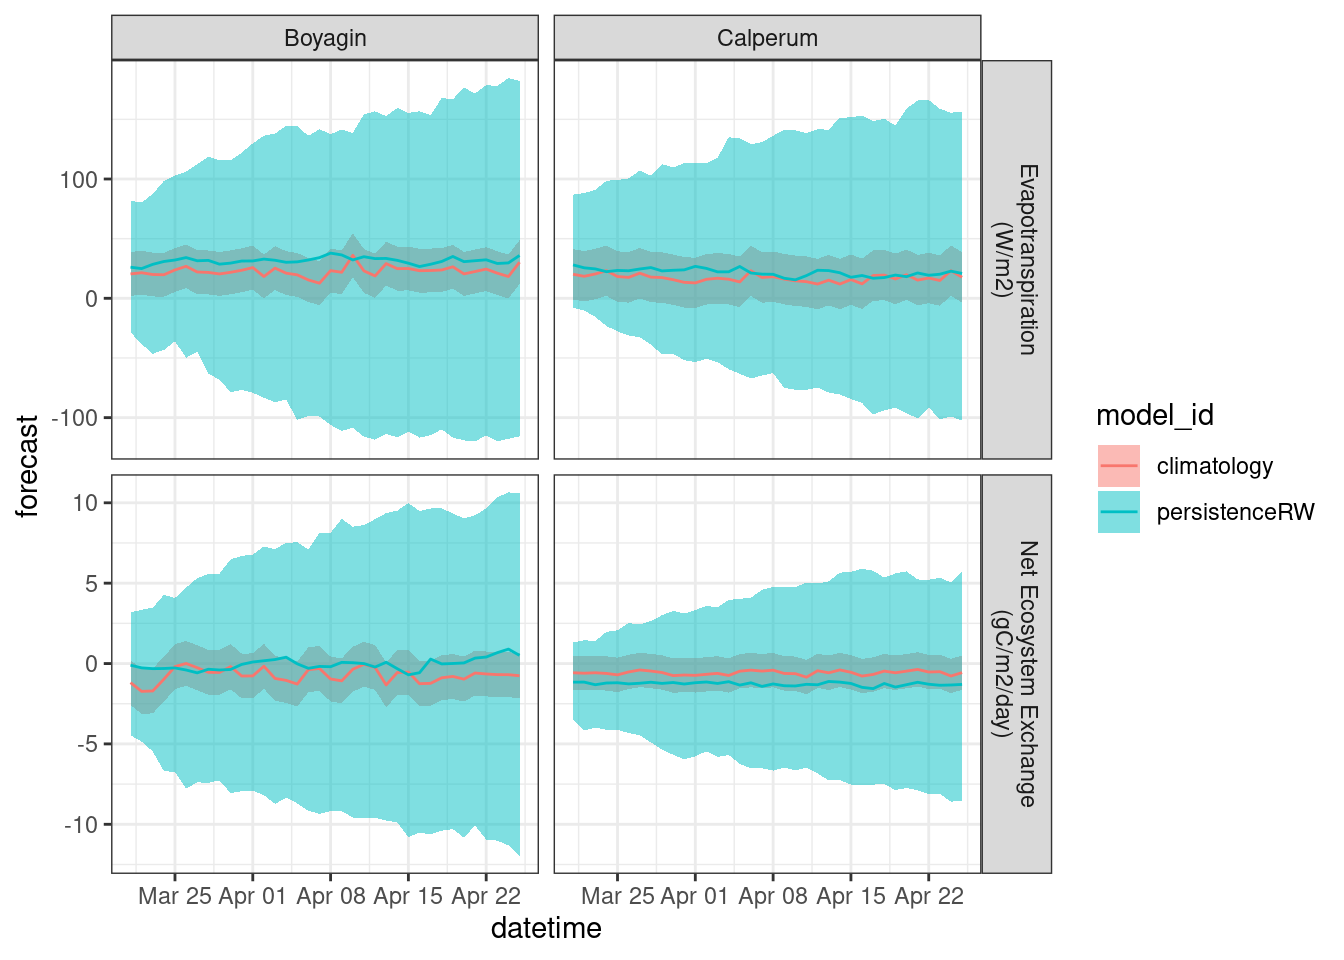 Boyagin
Calperum
forecast
100
0
-100
Evapotranspiration
(W/m2)
10
5
0
-5
-10
Net Ecosystem Exchange
(gC/m2/day)
Mar 25 Apr 01 Apr 08 Apr 15 Apr 22
Mar 25 Apr 01 Apr 08 Apr 15 Apr 22
datetime
model_id
climatology
persistenceRW